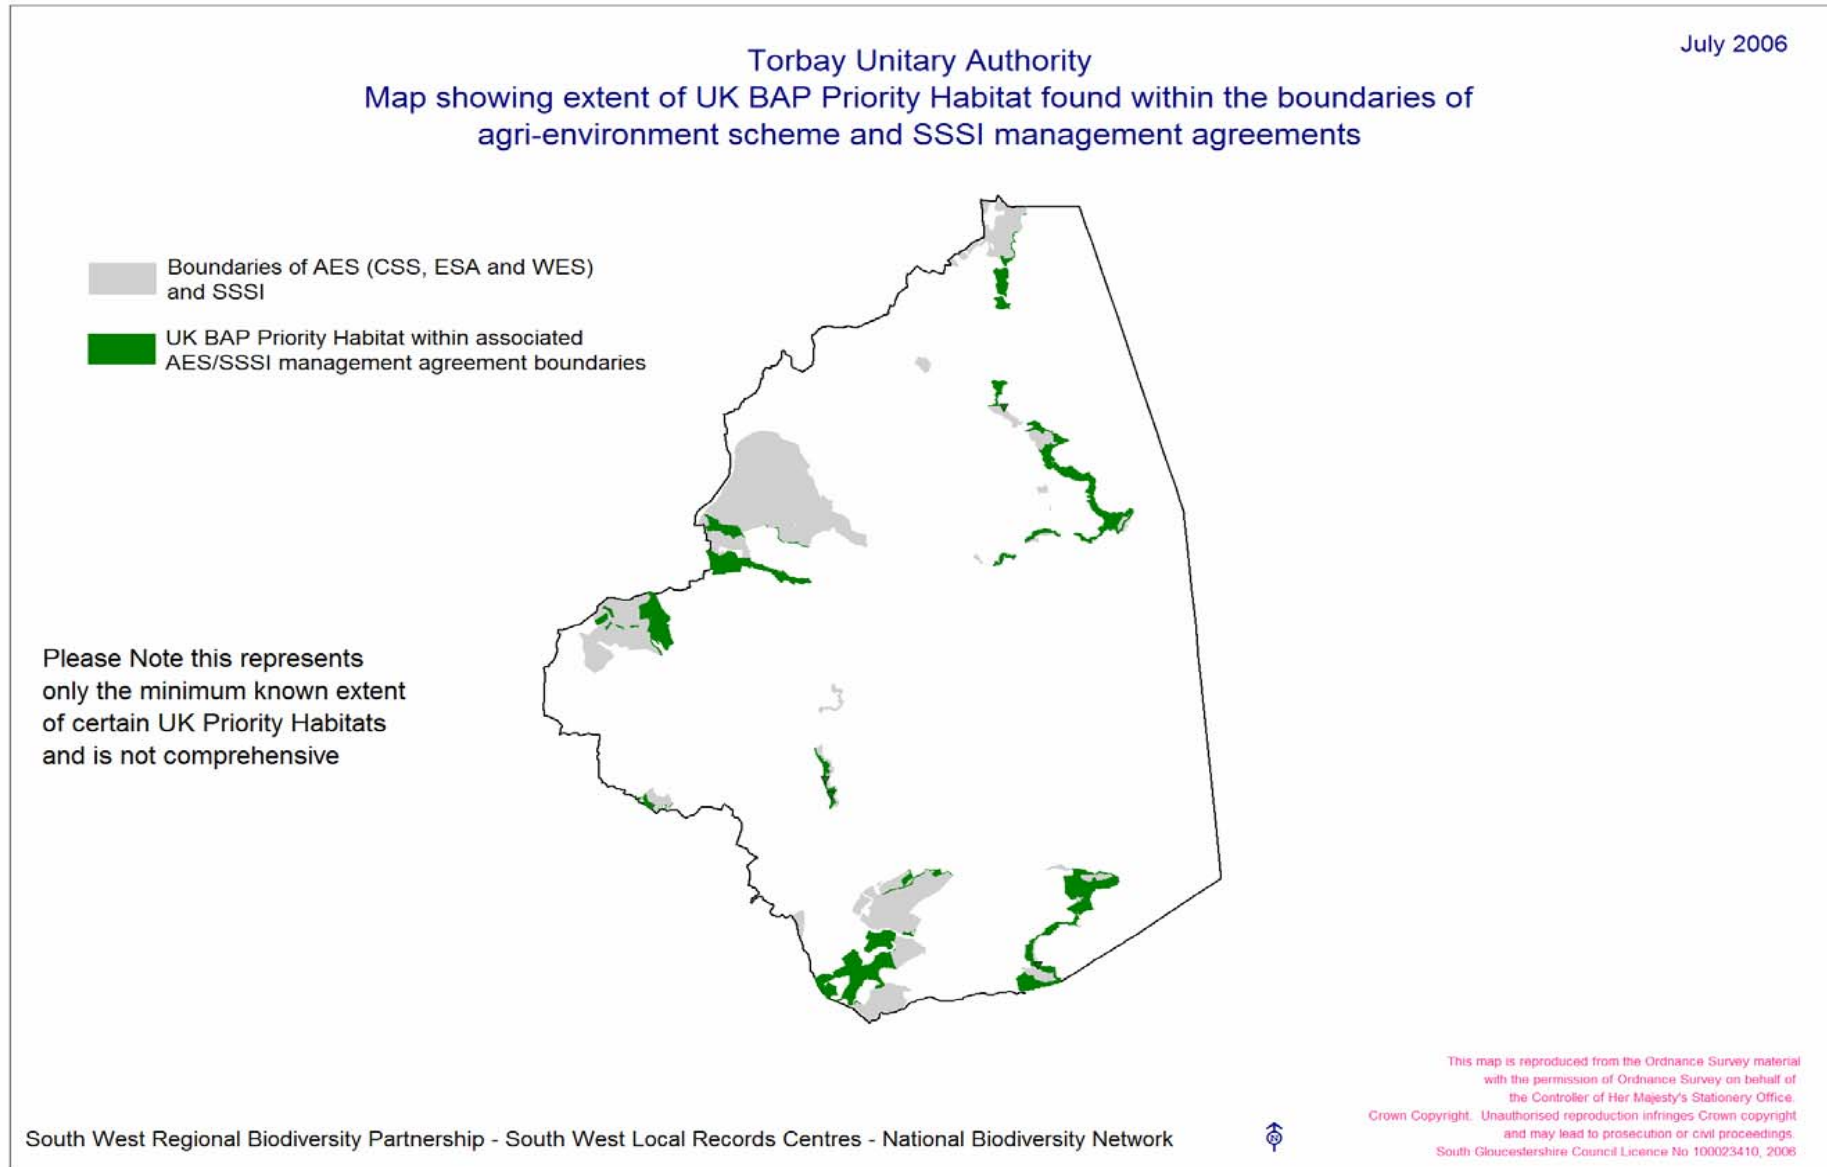 July 2006
Torbay Unitary Authority
Map showing extent of UK BAP Priority Habitat found within the boundaries of
agri-environment scheme and SSSI management agreements
Boundaries of AES (CSS, ESA and WES)
and SSSI
UK BAP Priority Habitat within associated
AES/SSSI management agreement boundaries
Please Note this represents
only the minimum known extent
of certain UK Priority Habitats
and is not comprehensive
This map is reproduced from the Ordnance Survey material
with the permission of Ordnance Survey on behalf of
the Controller of Her Majesty's Stationery Office.
Crown Copyright. Unauthorised reproduction infringes Crown copyright
and may lead to prosecution or civil proceedings.
South Gloucestershire Council Licence No 100023410, 2006
South West Regional Biodiversity Partnership - South West Local Records Centres - National Biodiversity Network
N